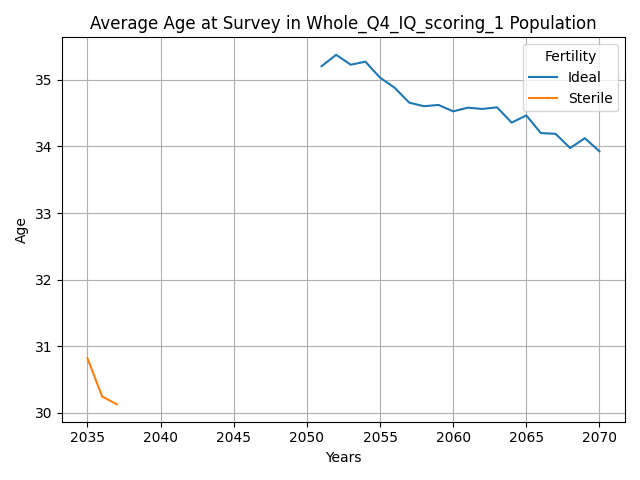 Average Age at Survey in Whole_Q4_IQ_scoring_1 Population
Fertility
Ideal
Sterile
35
34
33
32
31
30
Age
2035 2040 2045 2050 2055 2060 2065 2070
Years